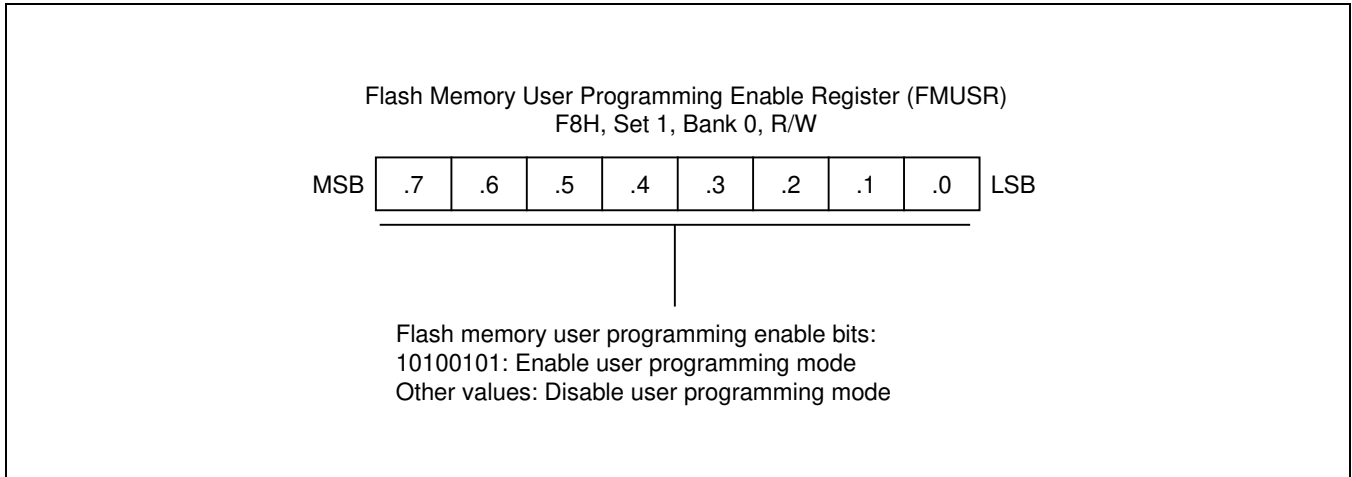 Flash Memory User Programming Enable Register (FMUSR)
F8H, Set 1, Bank 0, R/W
MSB .7 .6 .5 .4 .3 .2 .1 .0 LSB
Flash memory user programming enable bits:
10100101: Enable user programming mode
Other values: Disable user programming mode